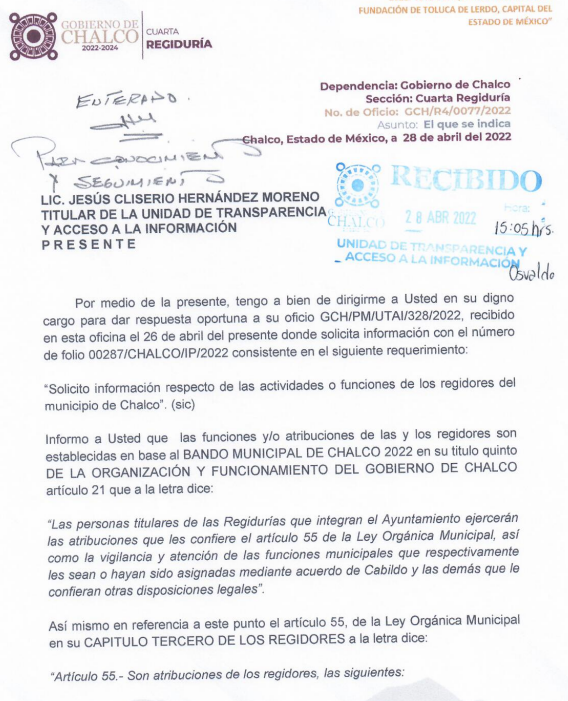 FUNDACIÓN DE TOLUCA DE LERDO, CAPITAL DEL
ESTADO DE MÉXICO"
GOBIERNO DE
CHALCO
2022-2024
CUARTA
REGIDURÍA
Dependencia: Gobierno de Chalco
Sección: Cuarta Regiduría
No. de Oficio: GCH/R4/0077/2022
Asunto: El que se indica
Chalco, Estado de México, a 28 de abril del 2022
ENTERADO.
PARA CONOCIMIENTO
Y SEGUIMIENTO
LIC. JESÚS CLISERIO HERNÁNDEZ MORENO
TITULAR DE LA UNIDAD DE TRANSPARENCIA
Y ACCESO A LA INFORMACIÓN
P R E S E N T E
RECIBIDO
CHALCO
28 ABR 2022
Hora:
15:05 hrs.
UNIDAD DE TRANSPARENCIA Y
ACCESO A LA INFORMACIÓN
Osvaldo
Por medio de la presente, tengo a bien de dirigirme a Usted en su digno
cargo para dar respuesta oportuna a su oficio GCH/PM/UTAI/328/2022, recibido
en esta oficina el 26 de abril del presente donde solicita información con el número
de folio 00287/CHALCO/IP/2022 consistente en el siguiente requerimiento:
"Solicito información respecto de las actividades o funciones de los regidores del
municipio de Chalco". (sic)
Informo a Usted que las funciones y/o atribuciones de las y los regidores son
establecidas en base al BANDO MUNICIPAL DE CHALCO 2022 en su titulo quinto
DE LA ORGANIZACIÓN Y FUNCIONAMIENTO DEL GOBIERNO DE CHALCO
artículo 21 que a la letra dice:
"Las personas titulares de las Regidurías que integran el Ayuntamiento ejercerán
las atribuciones que les confiere el artículo 55 de la Ley Orgánica Municipal, así
como la vigilancia y atención de las funciones municipales que respectivamente
les sean o hayan sido asignadas mediante acuerdo de Cabildo y las demás que le
confieran otras disposiciones legales".
Así mismo en referencia a este punto el artículo 55, de la Ley Orgánica Municipal
en su CAPITULO TERCERO DE LOS REGIDORES a la letra dice:
"Artículo 55.- Son atribuciones de los regidores, las siguientes: